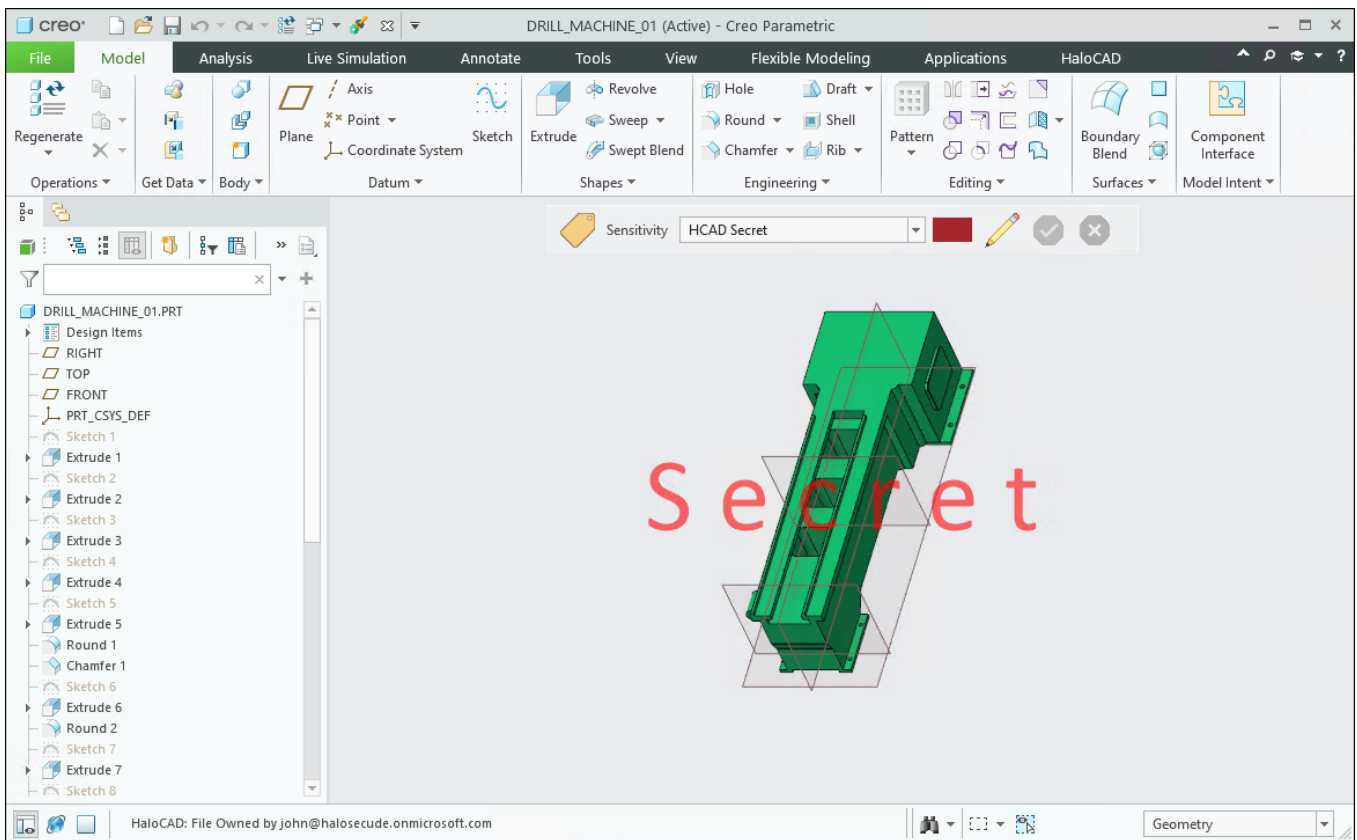 creo®
DRILL_MACHINE_01 (Active) - Creo Parametric
File Model Analysis Live Simulation Annotate Tools View Flexible Modeling Applications HaloCAD
Regenerate
Operations
Get Data
Body
Plane
Axis
Point
Coordinate System
Sketch
Datum
Extrude
Revolve
Sweep
Swept Blend
Shapes
Hole
Draft
Round
Shell
Chamfer
Rib
Engineering
Pattern
Editing
Boundary
Blend
Surfaces
Component
Interface
Model Intent
Sensitivity HCAD Secret
DRILL_MACHINE_01.PRT
Design Items
RIGHT
TOP
FRONT
PRT_CSYS_DEF
Sketch 1
Extrude 1
Sketch 2
Extrude 2
Sketch 3
Extrude 3
Sketch 4
Extrude 4
Sketch 5
Extrude 5
Round 1
Chamfer 1
Sketch 6
Extrude 6
Round 2
Sketch 7
Extrude 7
Sketch 8
Secret
HaloCAD: File Owned by john@halosecude.onmicrosoft.com
Geometry